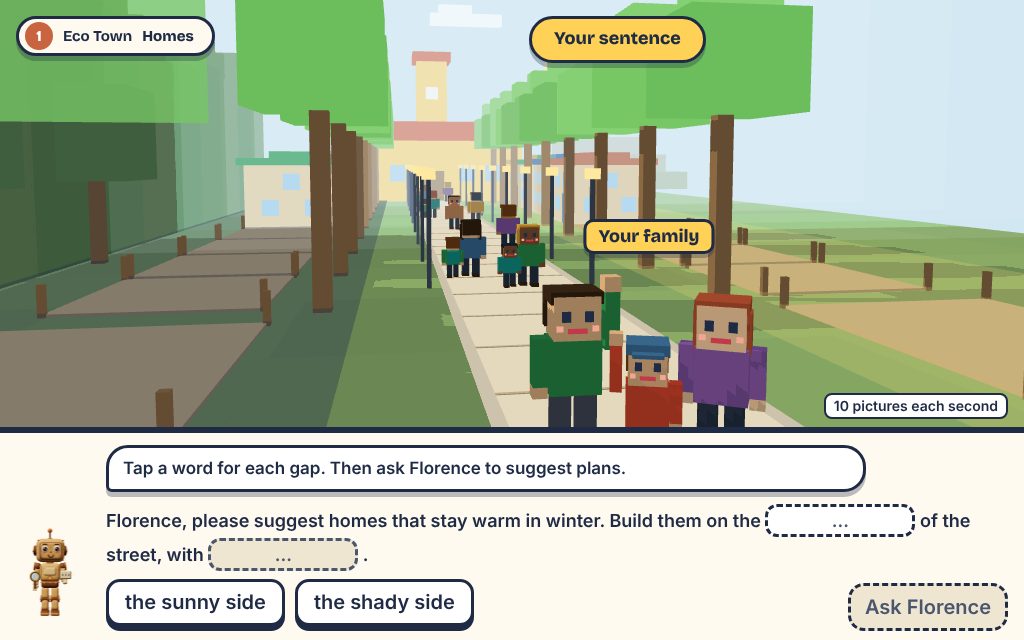 1 Eco Town Homes
Your sentence
Your family
10 pictures each second
Tap a word for each gap. Then ask Florence to suggest plans.
Florence, please suggest homes that stay warm in winter. Build them on the ... of the
street, with ... .
the sunny side
the shady side
Ask Florence